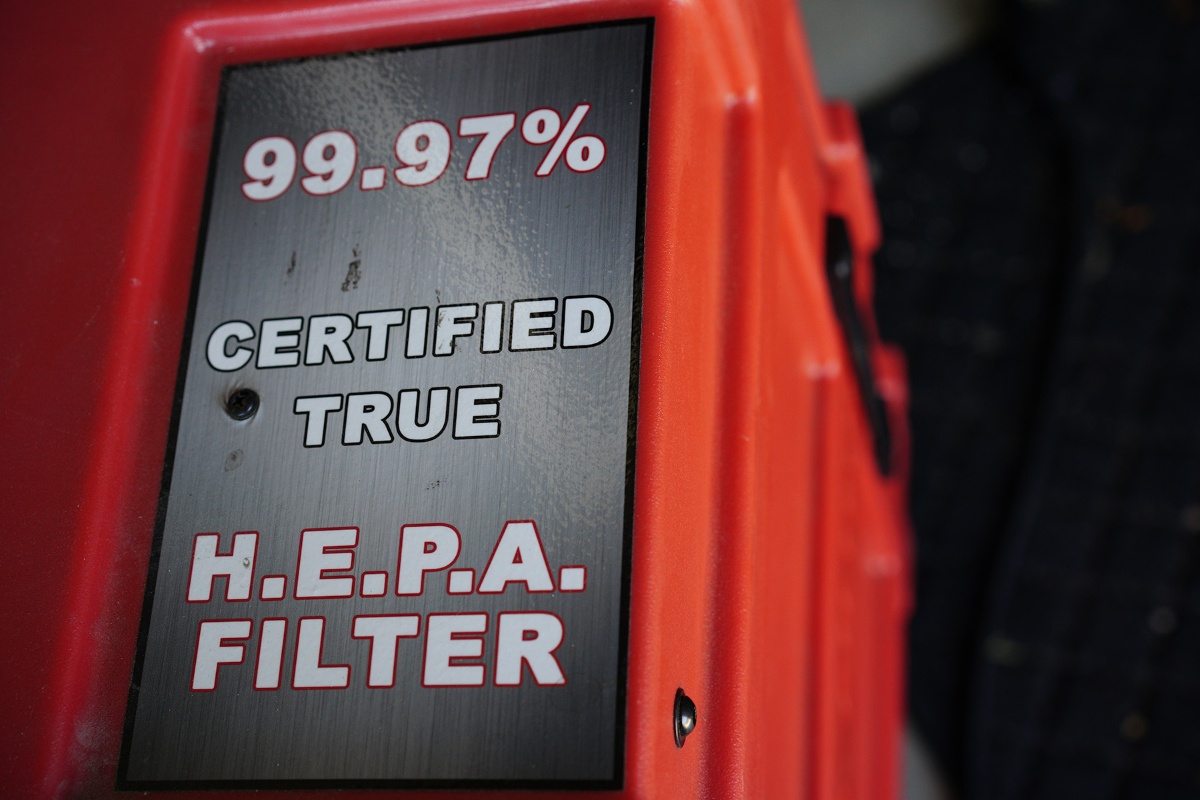 99.97%
CERTIFIED
TRUE
H.E.P.A.
FILTER